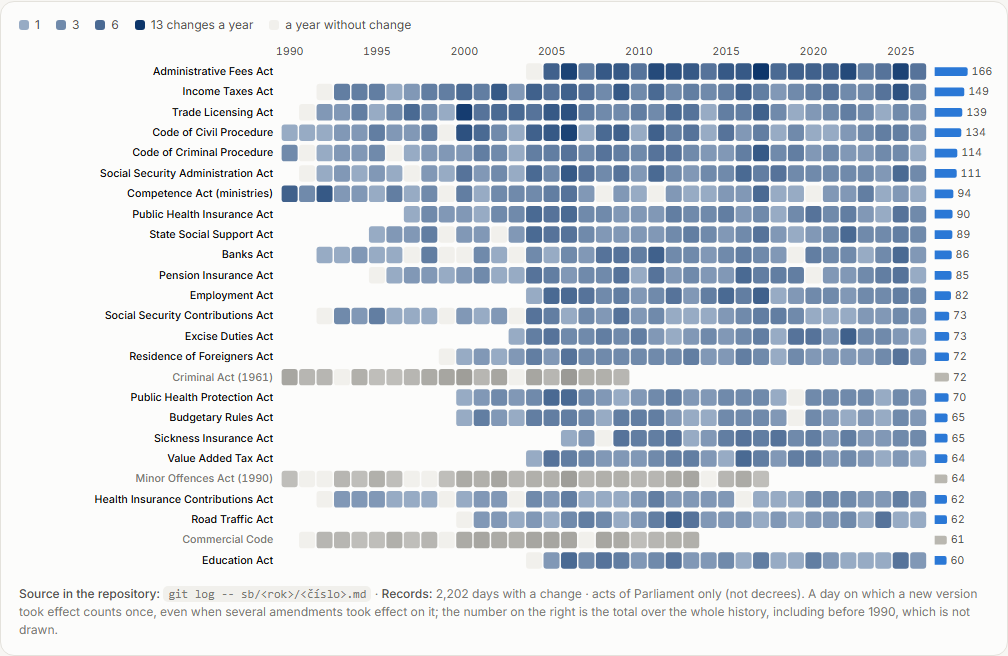 1 3 6 13 changes a year a year without change
1990 1995 2000 2005 2010 2015 2020 2025
Administrative Fees Act 166
Income Taxes Act 149
Trade Licensing Act 139
Code of Civil Procedure 134
Code of Criminal Procedure 114
Social Security Administration Act 111
Competence Act (ministries) 94
Public Health Insurance Act 90
State Social Support Act 89
Banks Act 86
Pension Insurance Act 85
Employment Act 82
Social Security Contributions Act 73
Excise Duties Act 73
Residence of Foreigners Act 72
Criminal Act (1961) 72
Public Health Protection Act 70
Budgetary Rules Act 65
Sickness Insurance Act 65
Value Added Tax Act 64
Minor Offences Act (1990) 64
Health Insurance Contributions Act 62
Road Traffic Act 62
Commercial Code 61
Education Act 60
Source in the repository: git log -- sb/<rok>/<číslo>.md · Records: 2,202 days with a change · acts of Parliament only (not decrees). A day on which a new version
took effect counts once, even when several amendments took effect on it; the number on the right is the total over the whole history, including before 1990, which is not
drawn.